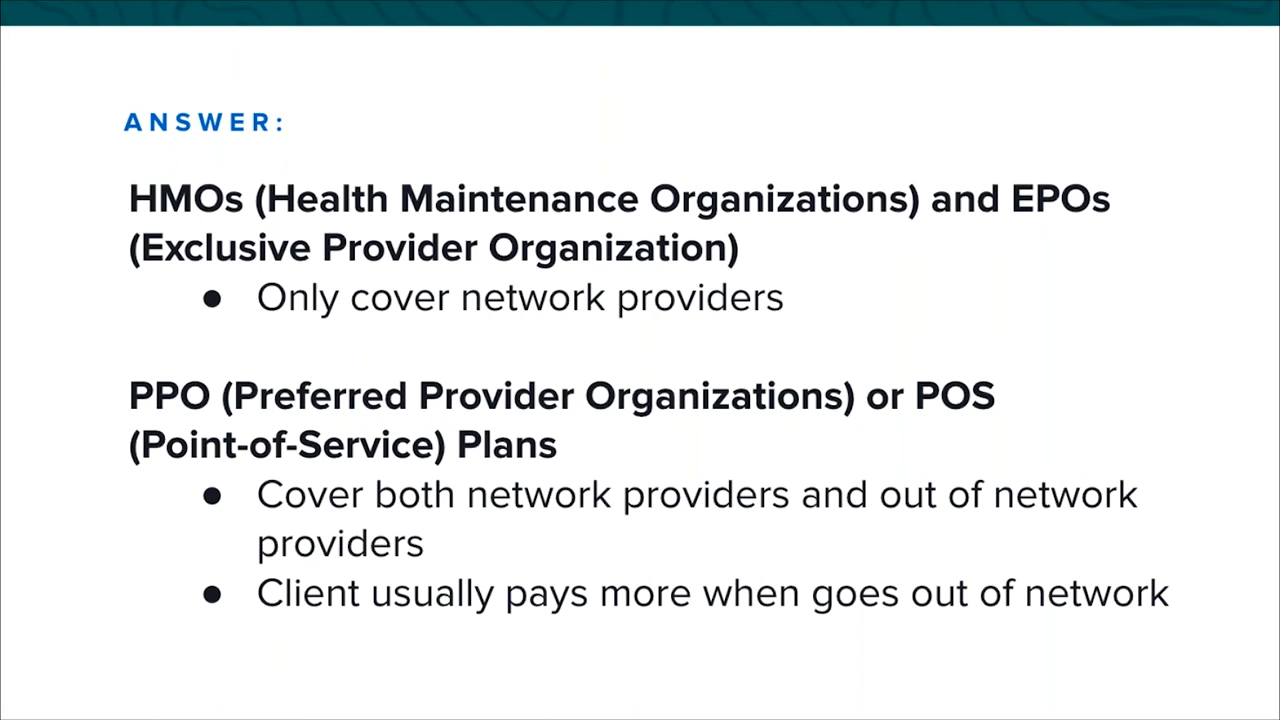 ANSWER:
HMOs (Health Maintenance Organizations) and EPOs
(Exclusive Provider Organization)
● Only cover network providers
PPO (Preferred Provider Organizations) or POS
(Point-of-Service) Plans
● Cover both network providers and out of network
providers
● Client usually pays more when goes out of network